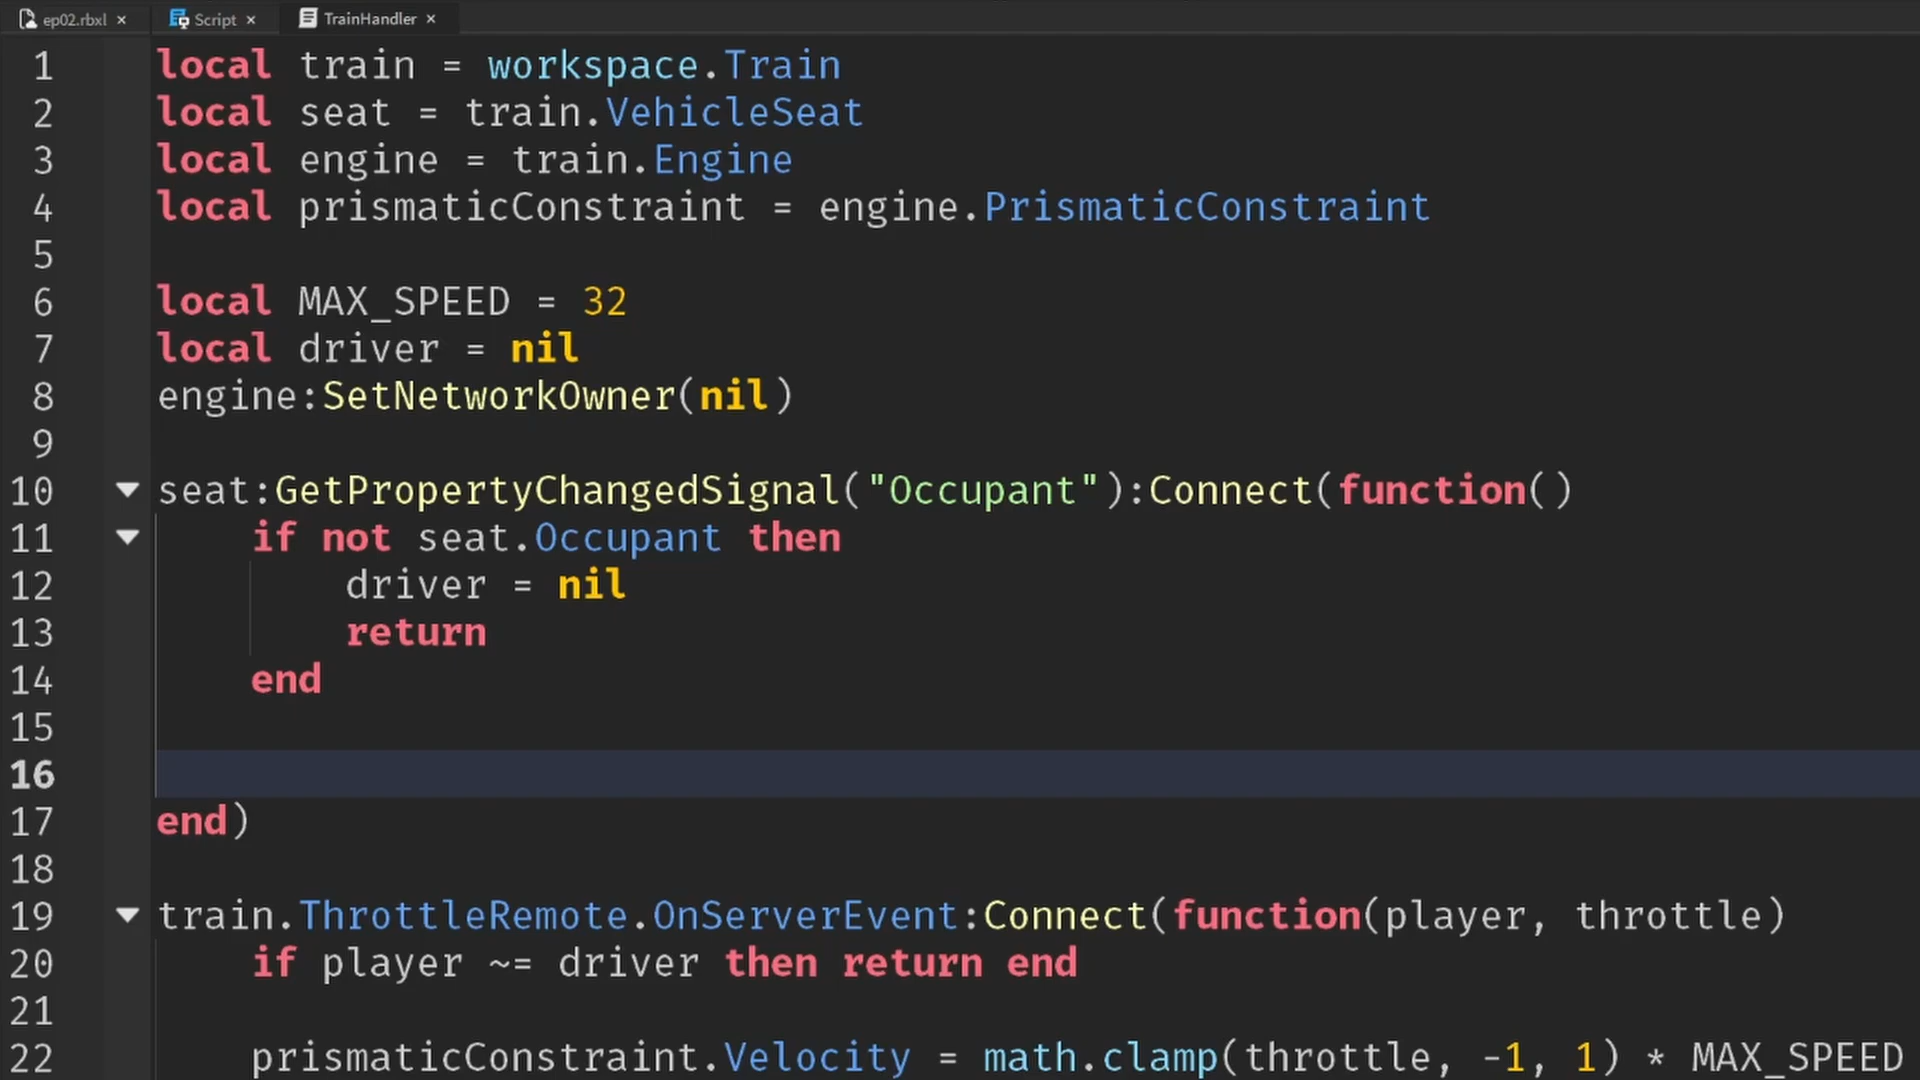 ep02.rbxl × Script × TrainHandler ×
1 local train = workspace.Train
2 local seat = train.VehicleSeat
3 local engine = train.Engine
4 local prismaticConstraint = engine.PrismaticConstraint
5
6 local MAX_SPEED = 32
7 local driver = nil
8 engine:SetNetworkOwner(nil)
9
10 seat:GetPropertyChangedSignal("Occupant"):Connect(function()
11 if not seat.Occupant then
12 driver = nil
13 return
14 end
15
16
17 end)
18
19 train.ThrottleRemote.OnServerEvent:Connect(function(player, throttle)
20 if player ~= driver then return end
21
22 prismaticConstraint.Velocity = math.clamp(throttle, -1, 1) * MAX_SPEED